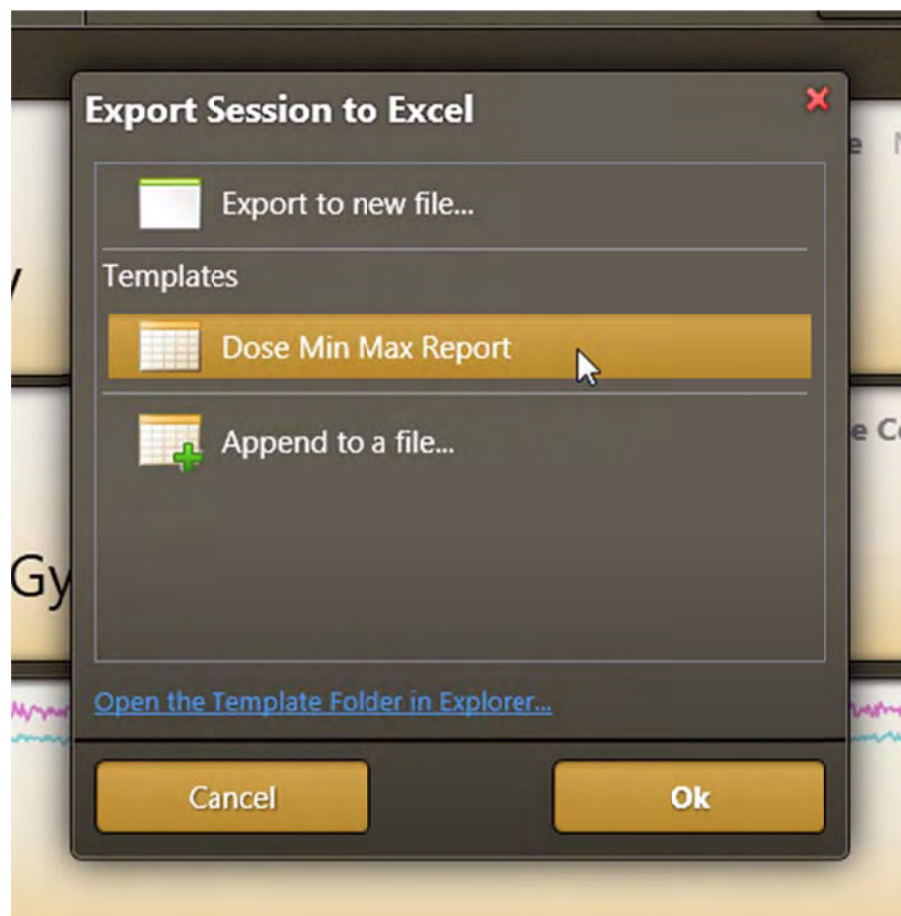 Export Session to Excel
Export to new file...
Templates
Dose Min Max Report
Append to a file...
Gy
Open the Template Folder in Explorer...
Cancel
Ok